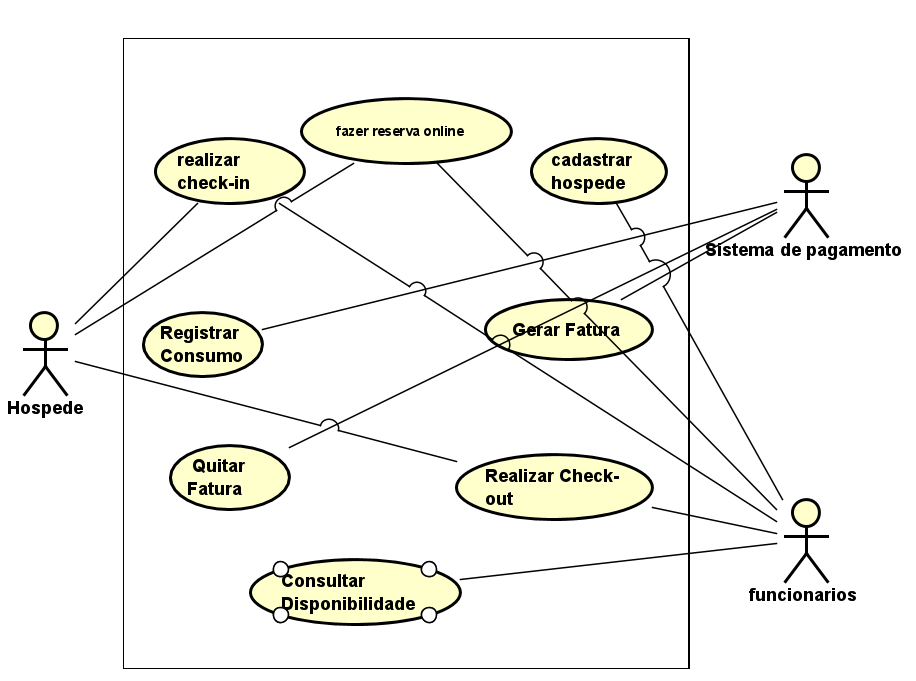 fazer reserva online
realizar
check-in
cadastrar
hospede
Sistema de pagamento
Registrar
Consumo
Gerar Fatura
Hospede
Quitar
Fatura
Realizar Check-
out
Consultar
Disponibilidade
funcionarios